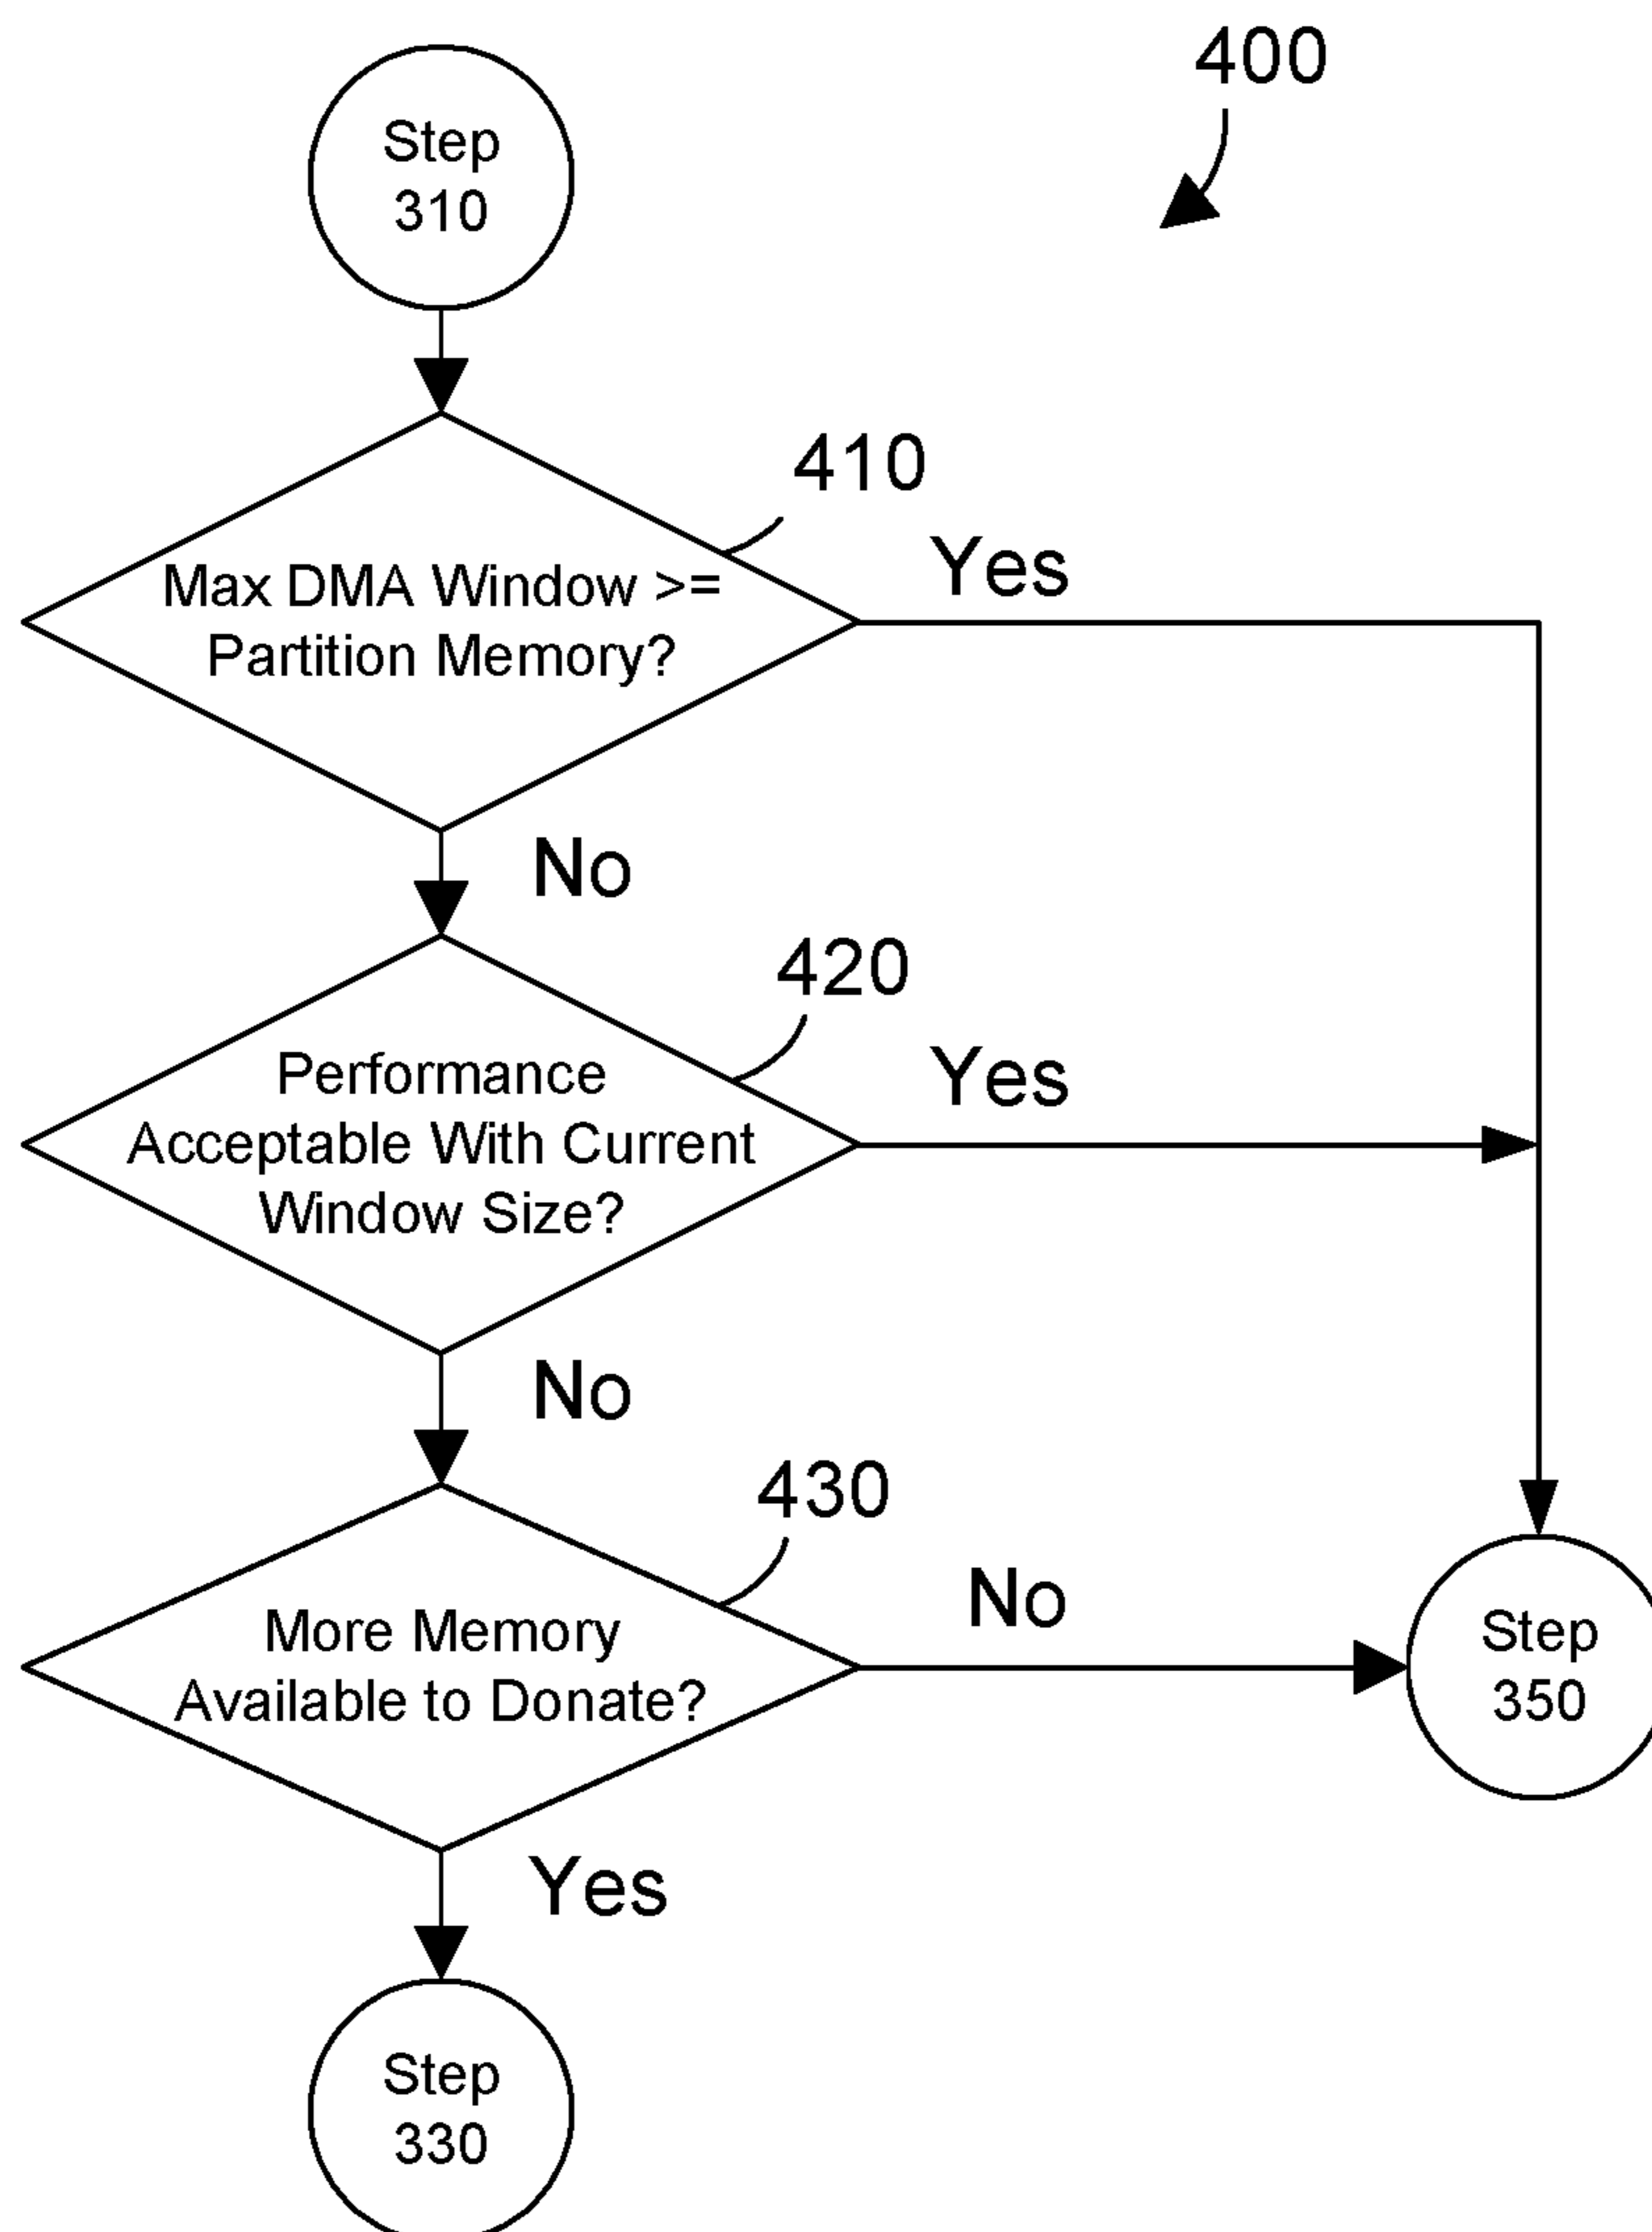 400
Step
310
410
Max DMA Window >=
Partition Memory?
Yes
No
420
Performance
Acceptable With Current
Window Size?
Yes
No
430
More Memory
Available to Donate?
No
Step
350
Yes
Step
330